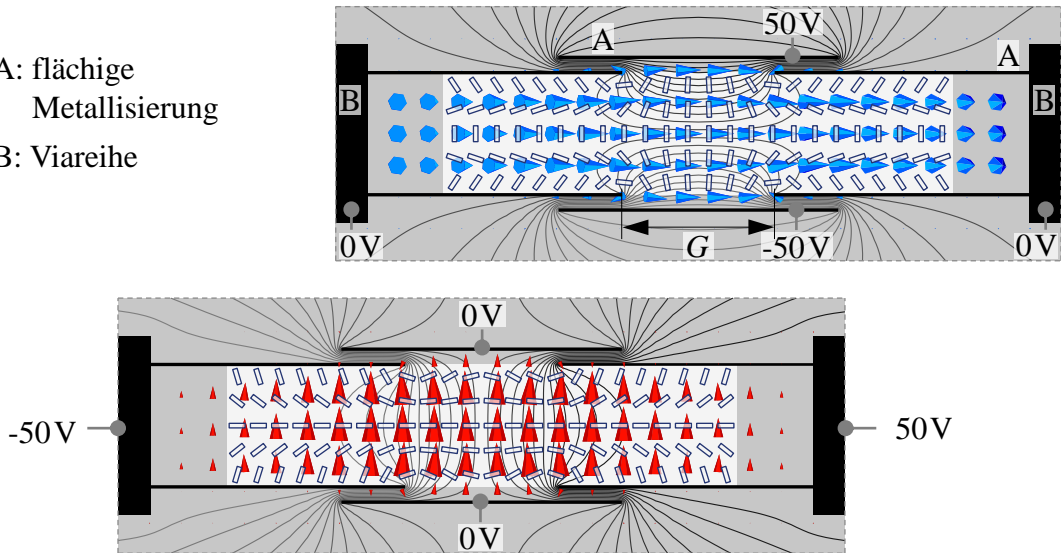 A: flächige
Metallisierung
B: Viareihe
A
50 V
A
B
B
0 V
G
-50 V
0 V
0 V
-50 V
50 V
0 V